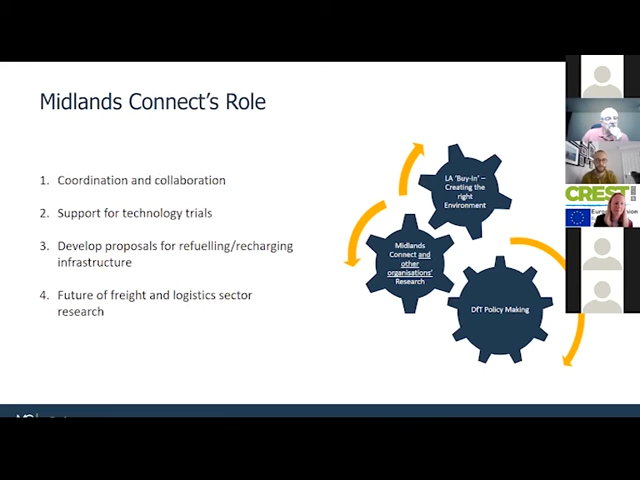 Midlands Connect's Role
1. Coordination and collaboration
2. Support for technology trials
3. Develop proposals for refuelling/recharging
infrastructure
4. Future of freight and logistics sector
research
LA 'Buy-In' –
Creating the
right
Environment
Midlands
Connect and
other
organisations'
Research
DfT Policy Making
CREST